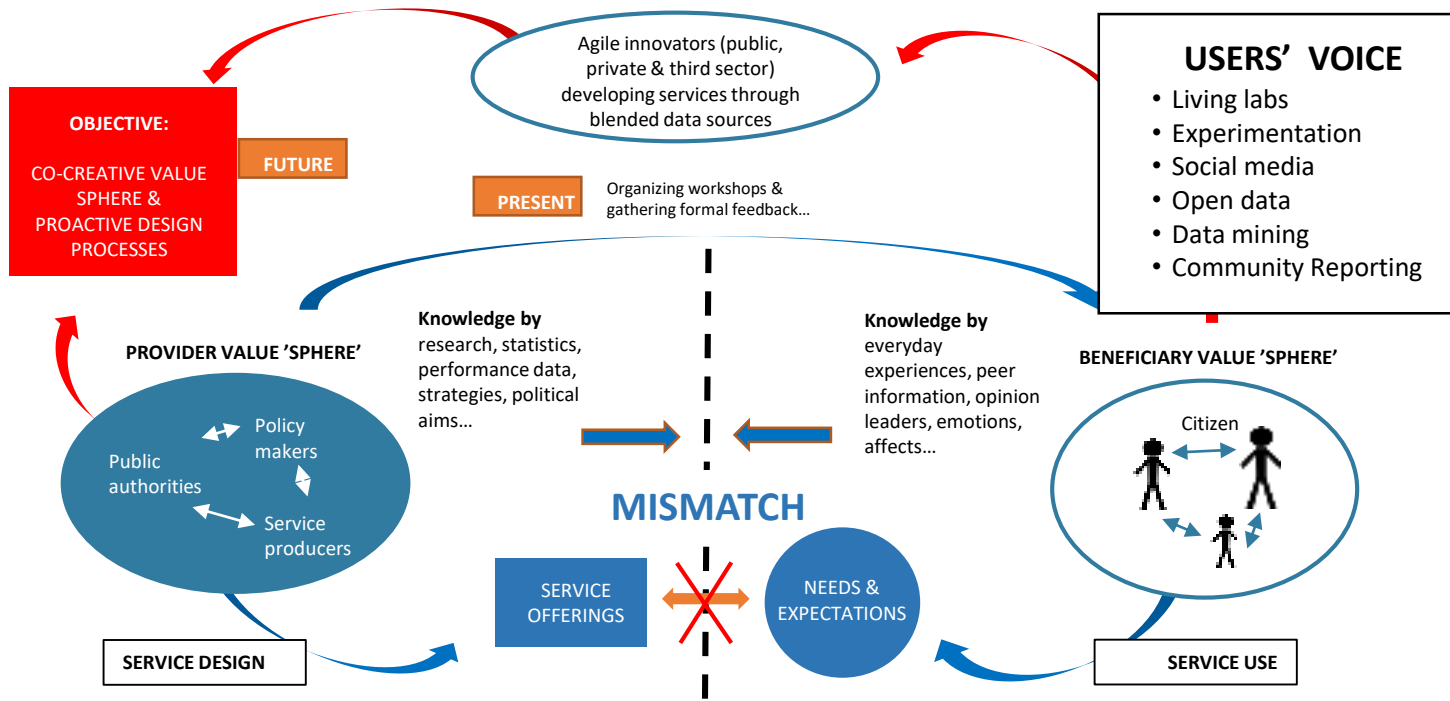 Agile innovators (public,
private & third sector)
developing services through
blended data sources
USERS’ VOICE
• Living labs
• Experimentation
• Social media
• Open data
• Data mining
• Community Reporting
OBJECTIVE:
CO-CREATIVE VALUE
SPHERE &
PROACTIVE DESIGN
PROCESSES
FUTURE
PRESENT
Organizing workshops &
gathering formal feedback…
Knowledge by
research, statistics,
performance data,
strategies, political
aims…
Knowledge by
everyday
experiences, peer
information, opinion
leaders, emotions,
affects…
PROVIDER VALUE ’SPHERE’
Policy
makers
Public
authorities
Service
producers
BENEFICIARY VALUE ’SPHERE’
Citizen
MISMATCH
SERVICE
OFFERINGS
NEEDS &
EXPECTATIONS
SERVICE DESIGN
SERVICE USE